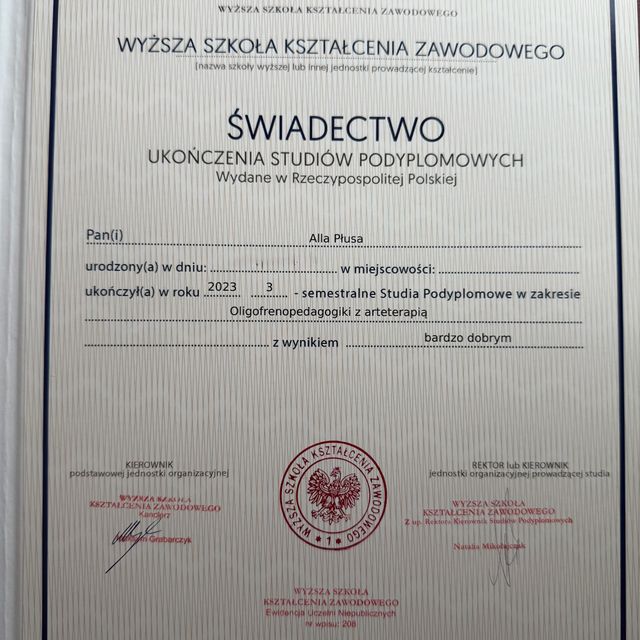 WYŻSZA SZKOŁA KSZTAŁCENIA ZAWODOWEGO
WYŻSZA SZKOŁA KSZTAŁCENIA ZAWODOWEGO
[nazwa szkoły wyższej lub innej jednostki prowadzącej kształcenie]
ŚWIADECTWO
UKOŃCZENIA STUDIÓW PODYPLOMOWYCH
Wydane w Rzeczypospolitej Polskiej
Pan(i) Alla Płusa
urodzony(a) w dniu: w miejscowości:
ukończył(a) w roku 2023 3 - semestralne Studia Podyplomowe w zakresie
Oligofrenopedagogiki z arteterapią
z wynikiem bardzo dobrym
KIEROWNIK
podstawowej jednostki organizacyjnej
WYŻSZA SZKOŁA
KSZTAŁCENIA ZAWODOWEGO
Kanclerz
Grabarczyk
WYŻSZA SZKOŁA KSZTAŁCENIA ZAWODOWEGO
* 1 *
REKTOR lub KIEROWNIK
jednostki organizacyjnej prowadzącej studia
WYŻSZA SZKOŁA
KSZTAŁCENIA ZAWODOWEGO
Z up. Rektora Kierownik Studiów Podyplomowych
Natalia Mikołajczak
WYŻSZA SZKOŁA
KSZTAŁCENIA ZAWODOWEGO
Ewidencja Uczelni Niepublicznych
nr wpisu: 208